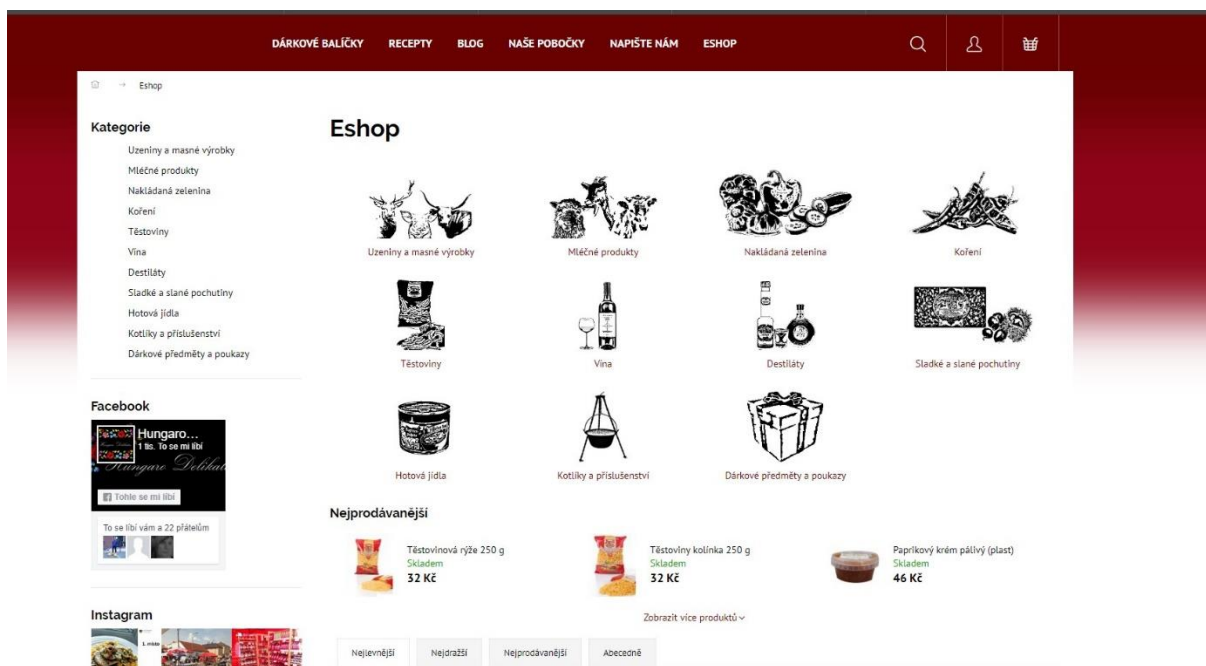 DÁRKOVÉ BALÍČKY RECEPTY BLOG NAŠE POBOČKY NAPIŠTE NÁM ESHOP
Eshop
Kategorie
Uzeniny a masné výrobky
Mléčné produkty
Nakládaná zelenina
Koření
Těstoviny
Vína
Destiláty
Sladké a slané pochutiny
Hotová jídla
Kotlíky a příslušenství
Dárkové předměty a poukazy
Facebook
Hungaro...
1 tis. To se mi líbí
Hungaro Delikat
Tohle se mi líbí
To se líbí vám a 22 přátelům
Instagram
1. místo
Eshop
Uzeniny a masné výrobky Mléčné produkty Nakládaná zelenina Koření
Těstoviny Vína Destiláty Sladké a slané pochutiny
Hotová jídla Kotlíky a příslušenství Dárkové předměty a poukazy
Nejprodávanější
Těstovinová rýže 250 g
Skladem
32 Kč
Těstoviny kolínka 250 g
Skladem
32 Kč
Paprikový krém pálivý (plast)
Skladem
46 Kč
Zobrazit více produktů
Nejlevnější Nejdražší Nejprodávanější Abecedně